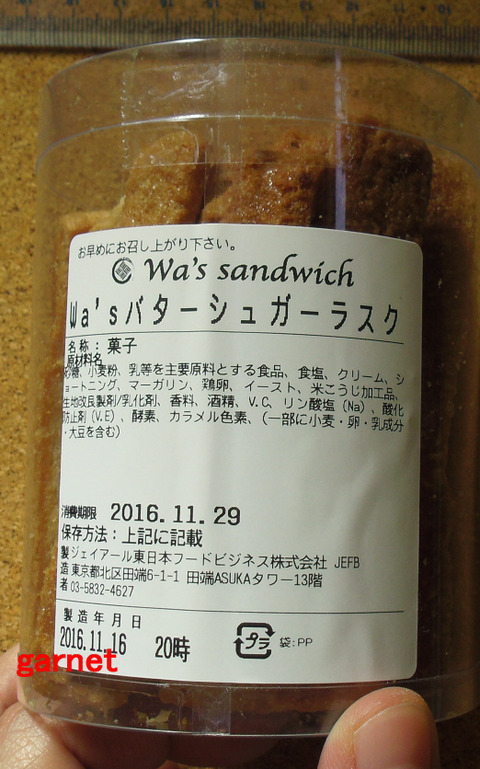 お早めにお召し上がり下さい。
Wa's sandwich
Wa'sバターシュガーラスク
名称：菓子
原材料名
砂糖、小麦粉、乳等を主要原料とする食品、食塩、クリーム、シ
ョートニング、マーガリン、鶏卵、イースト、米こうじ加工品、
生地改良製剤/乳化剤、香料、酒精、V.C、リン酸塩(Na)、酸化
防止剤(V.E)、酵素、カラメル色素、(一部に小麦・卵・乳成分
・大豆を含む)
消費期限 2016.11.29
保存方法：上記に記載
製造者 ジェイアール東日本フードビジネス株式会社 JEFB
東京都北区田端6-1-1 田端ASUKAタワー13階
03-5832-4627
製造年月日
2016.11.16 20時
プラ 袋:PP
garnet